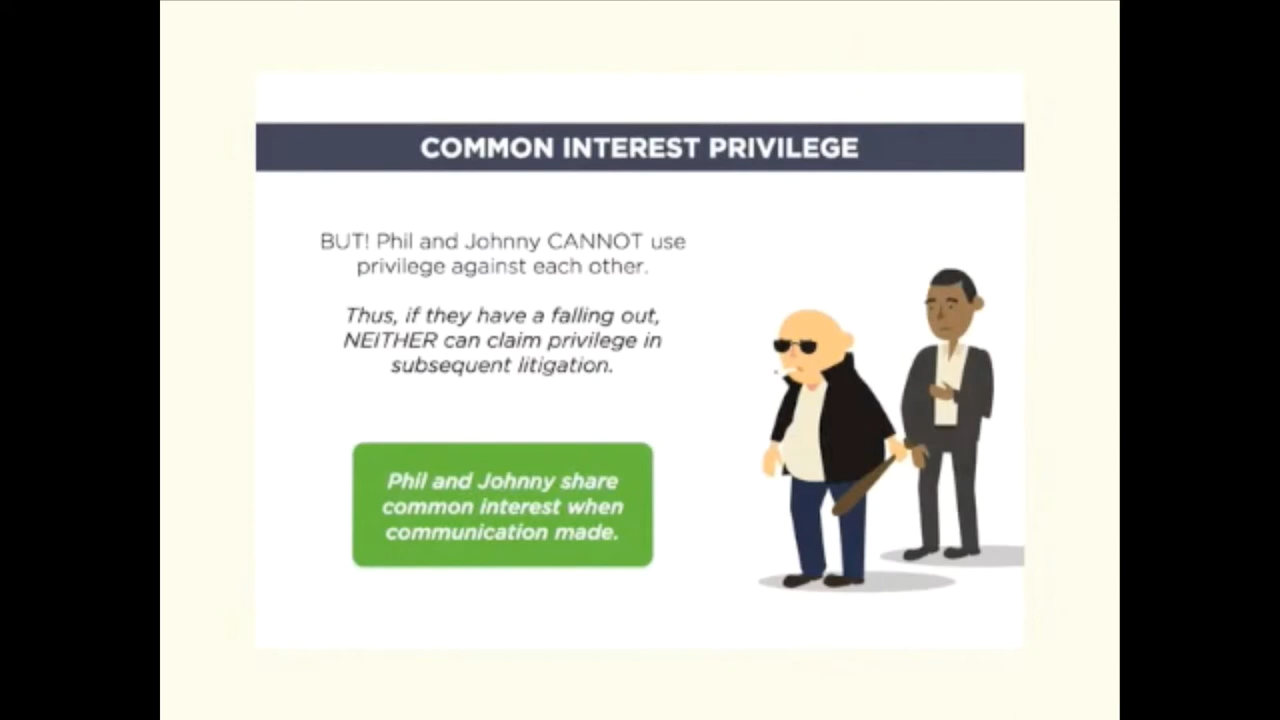 COMMON INTEREST PRIVILEGE
BUT! Phil and Johnny CANNOT use
privilege against each other.
Thus, if they have a falling out,
NEITHER can claim privilege in
subsequent litigation.
Phil and Johnny share
common interest when
communication made.